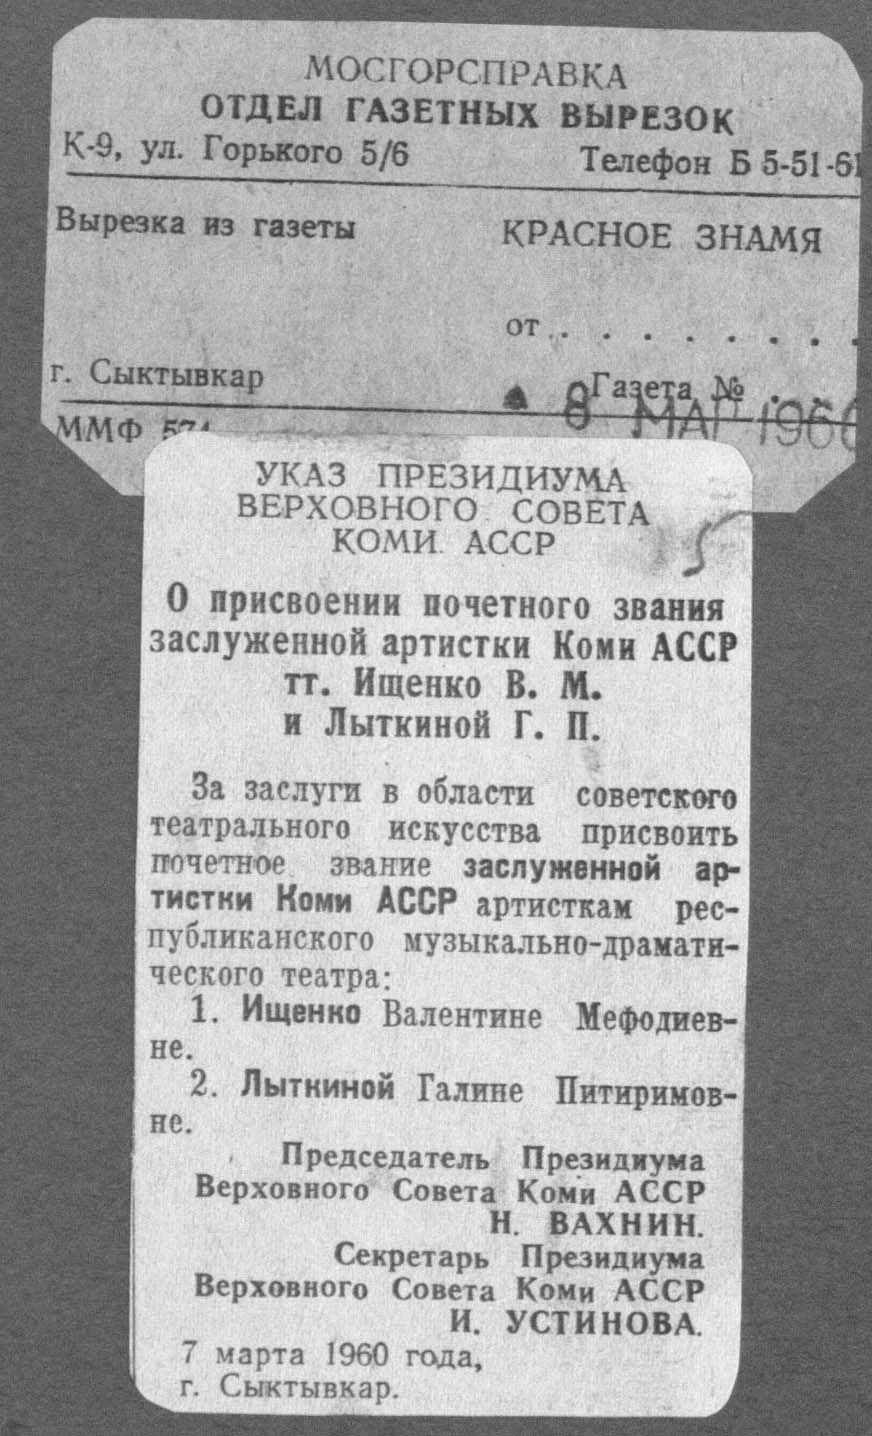 МОСГОРСПРАВКА
ОТДЕЛ ГАЗЕТНЫХ ВЫРЕЗОК
К-9, ул. Горького 5/6 Телефон Б 5-51-61
Вырезка из газеты КРАСНОЕ ЗНАМЯ
от . . . . . . . .
г. Сыктывкар Газета № . . .
8 МАР 1960
ММФ
УКАЗ ПРЕЗИДИУМА
ВЕРХОВНОГО СОВЕТА
КОМИ АССР
О присвоении почетного звания
заслуженной артистки Коми АССР
тт. Ищенко В. М.
и Лыткиной Г. П.
За заслуги в области советского
театрального искусства присвоить
почетное звание заслуженной ар-
тистки Коми АССР артисткам рес-
публиканского музыкально-драмати-
ческого театра:
1. Ищенко Валентине Мефодиев-
не.
2. Лыткиной Галине Питиримов-
не.
Председатель Президиума
Верховного Совета Коми АССР
Н. ВАХНИН.
Секретарь Президиума
Верховного Совета Коми АССР
И. УСТИНОВА.
7 марта 1960 года,
г. Сыктывкар.